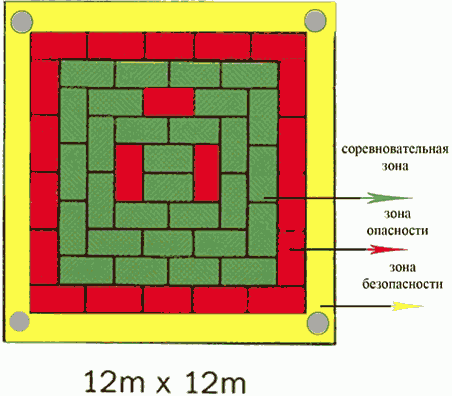 соревновательная
зона
зона
опасности
зона
безопасности
12m x 12m